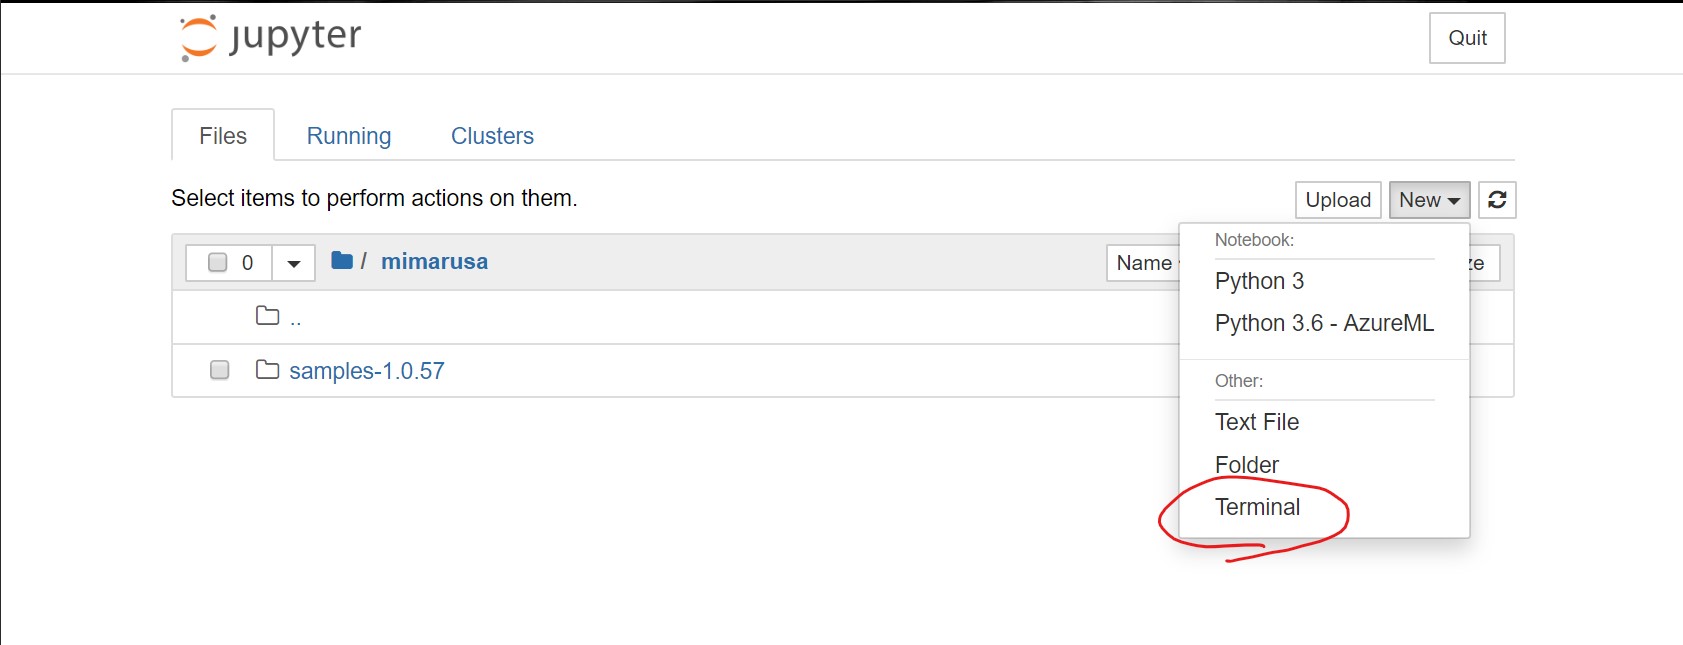 jupyter
Quit
Files Running Clusters
Select items to perform actions on them.
Upload New
0 / mimarusa
Name ze
Notebook:
Python 3
Python 3.6 - AzureML
..
samples-1.0.57
Other:
Text File
Folder
Terminal